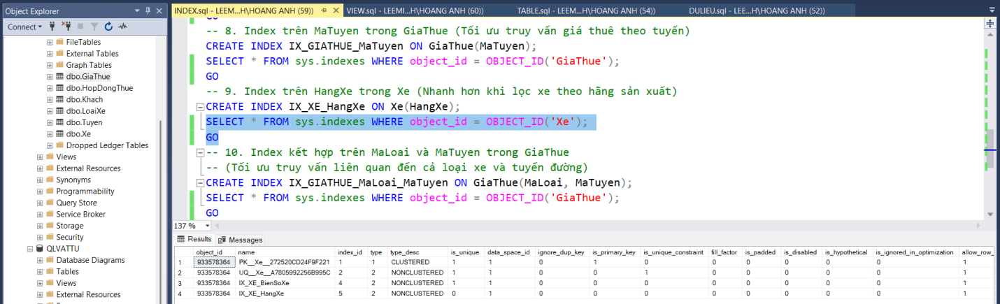 Object Explorer
INDEX.sql - LEEM...H\HOANG ANH (59)) VIEW.sql - LEEMI...H\HOANG ANH (60)) TABLE.sql - LEEM...H\HOANG ANH (54)) DULIEU.sql - LEE...H\HOANG ANH (52))
Connect
FileTables
External Tables
Graph Tables
dbo.GiaThue
dbo.HopDongThue
dbo.Khach
dbo.LoaiXe
dbo.Tuyen
dbo.Xe
Dropped Ledger Tables
Views
External Resources
Synonyms
Programmability
Query Store
Service Broker
Storage
Security
QLVATTU
Database Diagrams
Tables
Views
External Resources
-- 8. Index trên MaTuyen trong GiaThue (Tối ưu truy vấn giá thuê theo tuyến)
CREATE INDEX IX_GIATHUE_MaTuyen ON GiaThue(MaTuyen);
SELECT * FROM sys.indexes WHERE object_id = OBJECT_ID('GiaThue');
GO
-- 9. Index trên HangXe trong Xe (Nhanh hơn khi lọc xe theo hãng sản xuất)
CREATE INDEX IX_XE_HangXe ON Xe(HangXe);
SELECT * FROM sys.indexes WHERE object_id = OBJECT_ID('Xe');
GO
-- 10. Index kết hợp trên MaLoai và MaTuyen trong GiaThue
-- (Tối ưu truy vấn liên quan đến cả loại xe và tuyến đường)
CREATE INDEX IX_GIATHUE_MaLoai_MaTuyen ON GiaThue(MaLoai, MaTuyen);
SELECT * FROM sys.indexes WHERE object_id = OBJECT_ID('GiaThue');
GO
137 %
Results Messages
object_id name index_id type type_desc is_unique data_space_id ignore_dup_key is_primary_key is_unique_constraint fill_factor is_padded is_disabled is_hypothetical is_ignored_in_optimization allow_row_
1 933578364 PK__Xe__272520CD24F9F221 1 1 CLUSTERED 1 1 0 1 0 0 0 0 0 0 1
2 933578364 UQ__Xe__A7805992256B995C 2 2 NONCLUSTERED 1 1 0 0 1 0 0 0 0 0 1
3 933578364 IX_XE_BienSoXe 4 2 NONCLUSTERED 1 1 0 0 0 0 0 0 0 0 1
4 933578364 IX_XE_HangXe 5 2 NONCLUSTERED 0 1 0 0 0 0 0 0 0 0 1